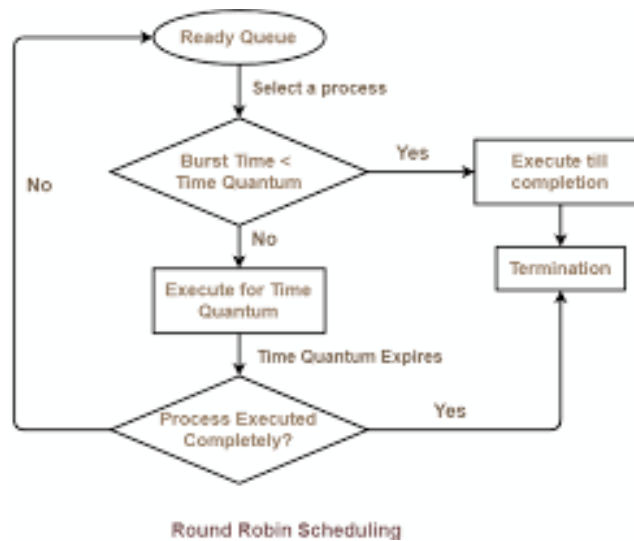 Ready Queue
Select a process
Burst Time <
Time Quantum
Yes
Execute till
completion
No
No
Termination
Execute for Time
Quantum
Time Quantum Expires
Process Executed
Completely?
Yes
Round Robin Scheduling